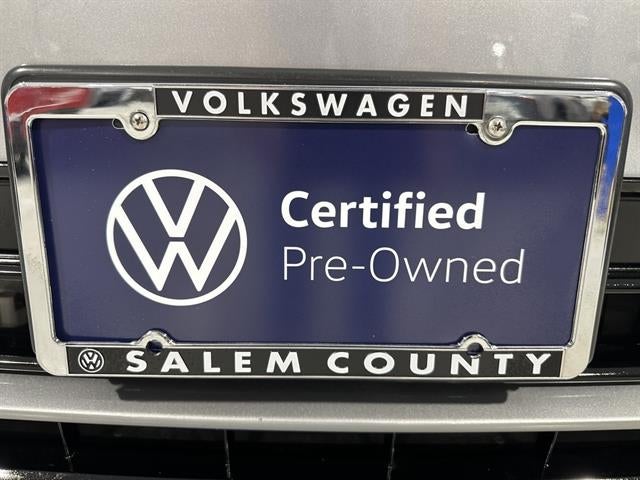 VOLKSWAGEN
Certified
Pre-Owned
SALEM COUNTY